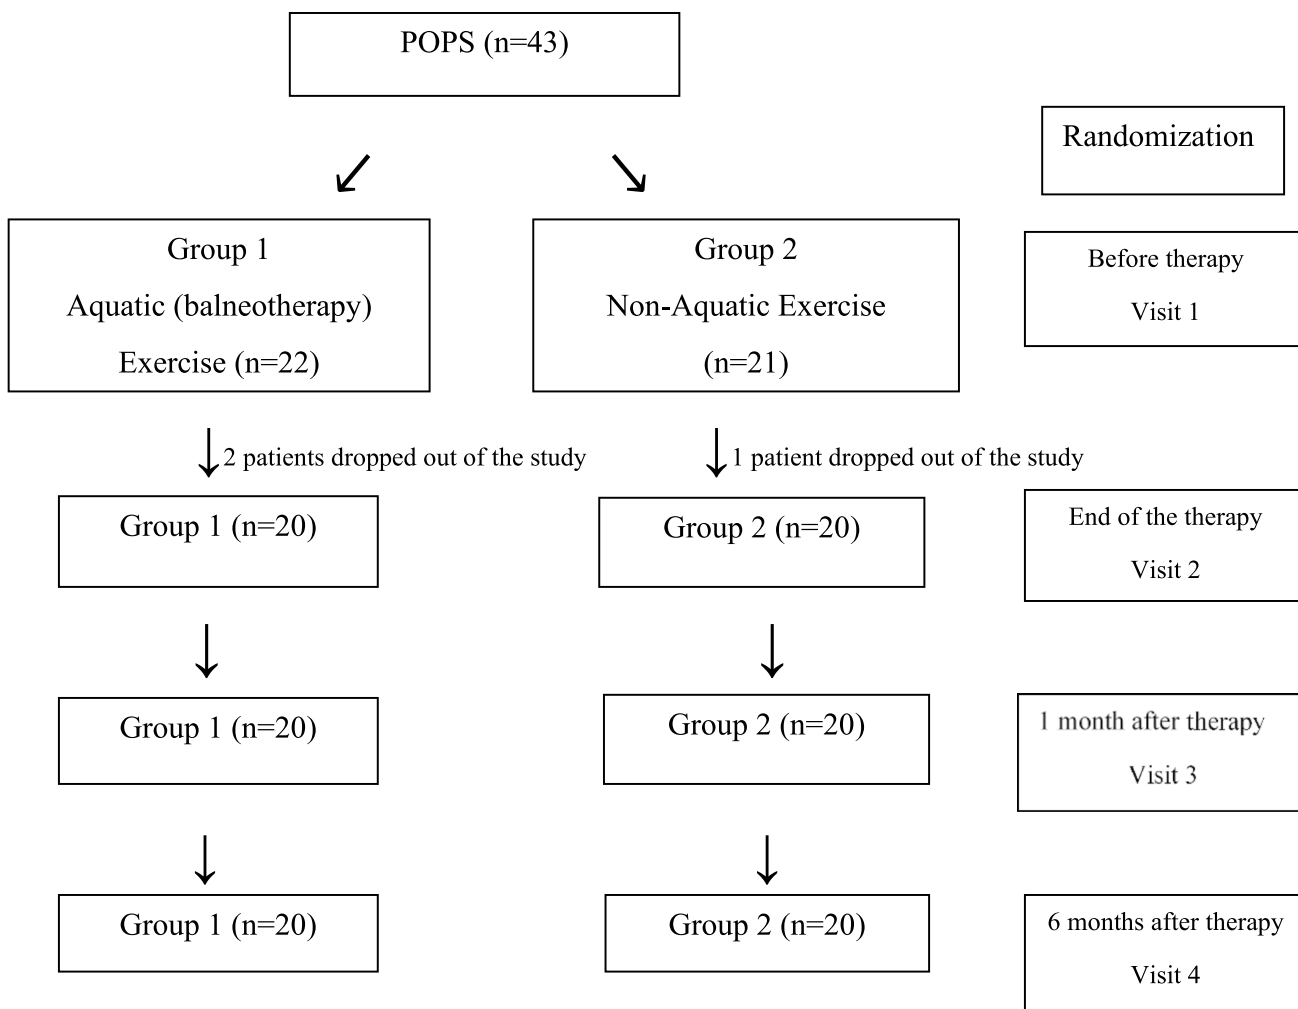 POPS (n=43)
Randomization
Group 1
Aquatic (balneotherapy)
Exercise (n=22)
Group 2
Non-Aquatic Exercise
(n=21)
Before therapy
Visit 1
2 patients dropped out of the study
1 patient dropped out of the study
Group 1 (n=20)
Group 2 (n=20)
End of the therapy
Visit 2
Group 1 (n=20)
Group 2 (n=20)
1 month after therapy
Visit 3
Group 1 (n=20)
Group 2 (n=20)
6 months after therapy
Visit 4